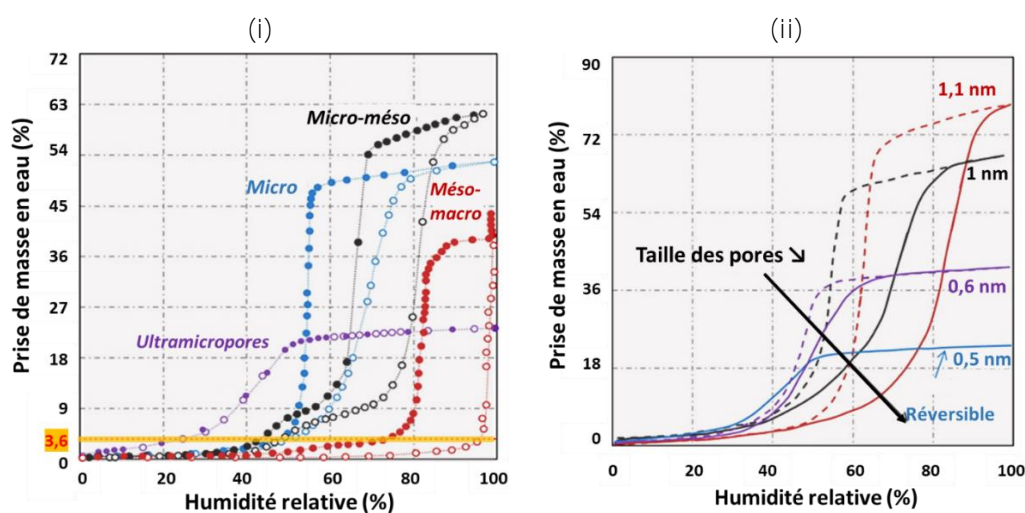 (i)
(ii)
Prise de masse en eau (%)
72
63
54
45
36
27
18
9
3,6
0
Micro-méso
Micro
Méso-
macro
Ultramicropores
0
20
40
60
80
100
Humidité relative (%)
Prise de masse en eau (%)
90
72
54
36
18
0
1,1 nm
1 nm
Taille des pores ↘
0,6 nm
0,5 nm
Réversible
0
20
40
60
80
100
Humidité relative (%)